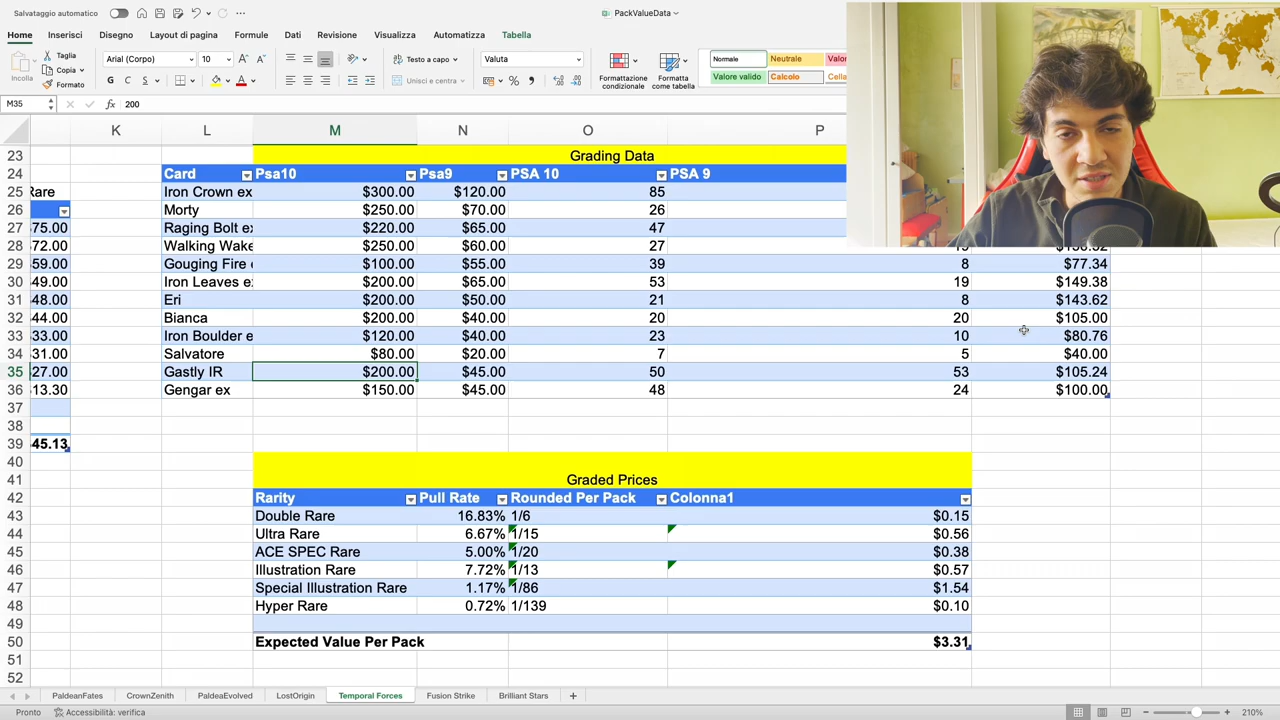 Salvataggio automatico
PackValueData
Home Inserisci Disegno Layout di pagina Formule Dati Revisione Visualizza Automatizza Tabella
Incolla
Taglia
Copia
Formato
Arial (Corpo) 10
G C S
Testo a capo
Unisci e centra
Valuta
Formattazione condizionale
Formatta come tabella
Normale Neutrale
Valore valido Calcolo
M35 fx 200
K L M N O P
23 Grading Data
24 Card Psa10 Psa9 PSA 10 PSA 9
25 Rare Iron Crown ex $300.00 $120.00 85
26 Morty $250.00 $70.00 26
27 75.00 Raging Bolt ex $220.00 $65.00 47
28 72.00 Walking Wake $250.00 $60.00 27
29 59.00 Gouging Fire $100.00 $55.00 39 8 $77.34
30 49.00 Iron Leaves ex $200.00 $65.00 53 19 $149.38
31 48.00 Eri $200.00 $50.00 21 8 $143.62
32 44.00 Bianca $200.00 $40.00 20 20 $105.00
33 33.00 Iron Boulder e $120.00 $40.00 23 10 $80.76
34 31.00 Salvatore $80.00 $20.00 7 5 $40.00
35 27.00 Gastly IR $200.00 $45.00 50 53 $105.24
36 13.30 Gengar ex $150.00 $45.00 48 24 $100.00
37
38
39 45.13
40
41 Graded Prices
42 Rarity Pull Rate Rounded Per Pack Colonna1
43 Double Rare 16.83% 1/6 $0.15
44 Ultra Rare 6.67% 1/15 $0.56
45 ACE SPEC Rare 5.00% 1/20 $0.38
46 Illustration Rare 7.72% 1/13 $0.57
47 Special Illustration Rare 1.17% 1/86 $1.54
48 Hyper Rare 0.72% 1/139 $0.10
49
50 Expected Value Per Pack $3.31
51
52
PaldeanFates CrownZenith PaldeaEvolved LostOrigin Temporal Forces Fusion Strike Brilliant Stars +
Pronto Accessibilità: verifica 210%